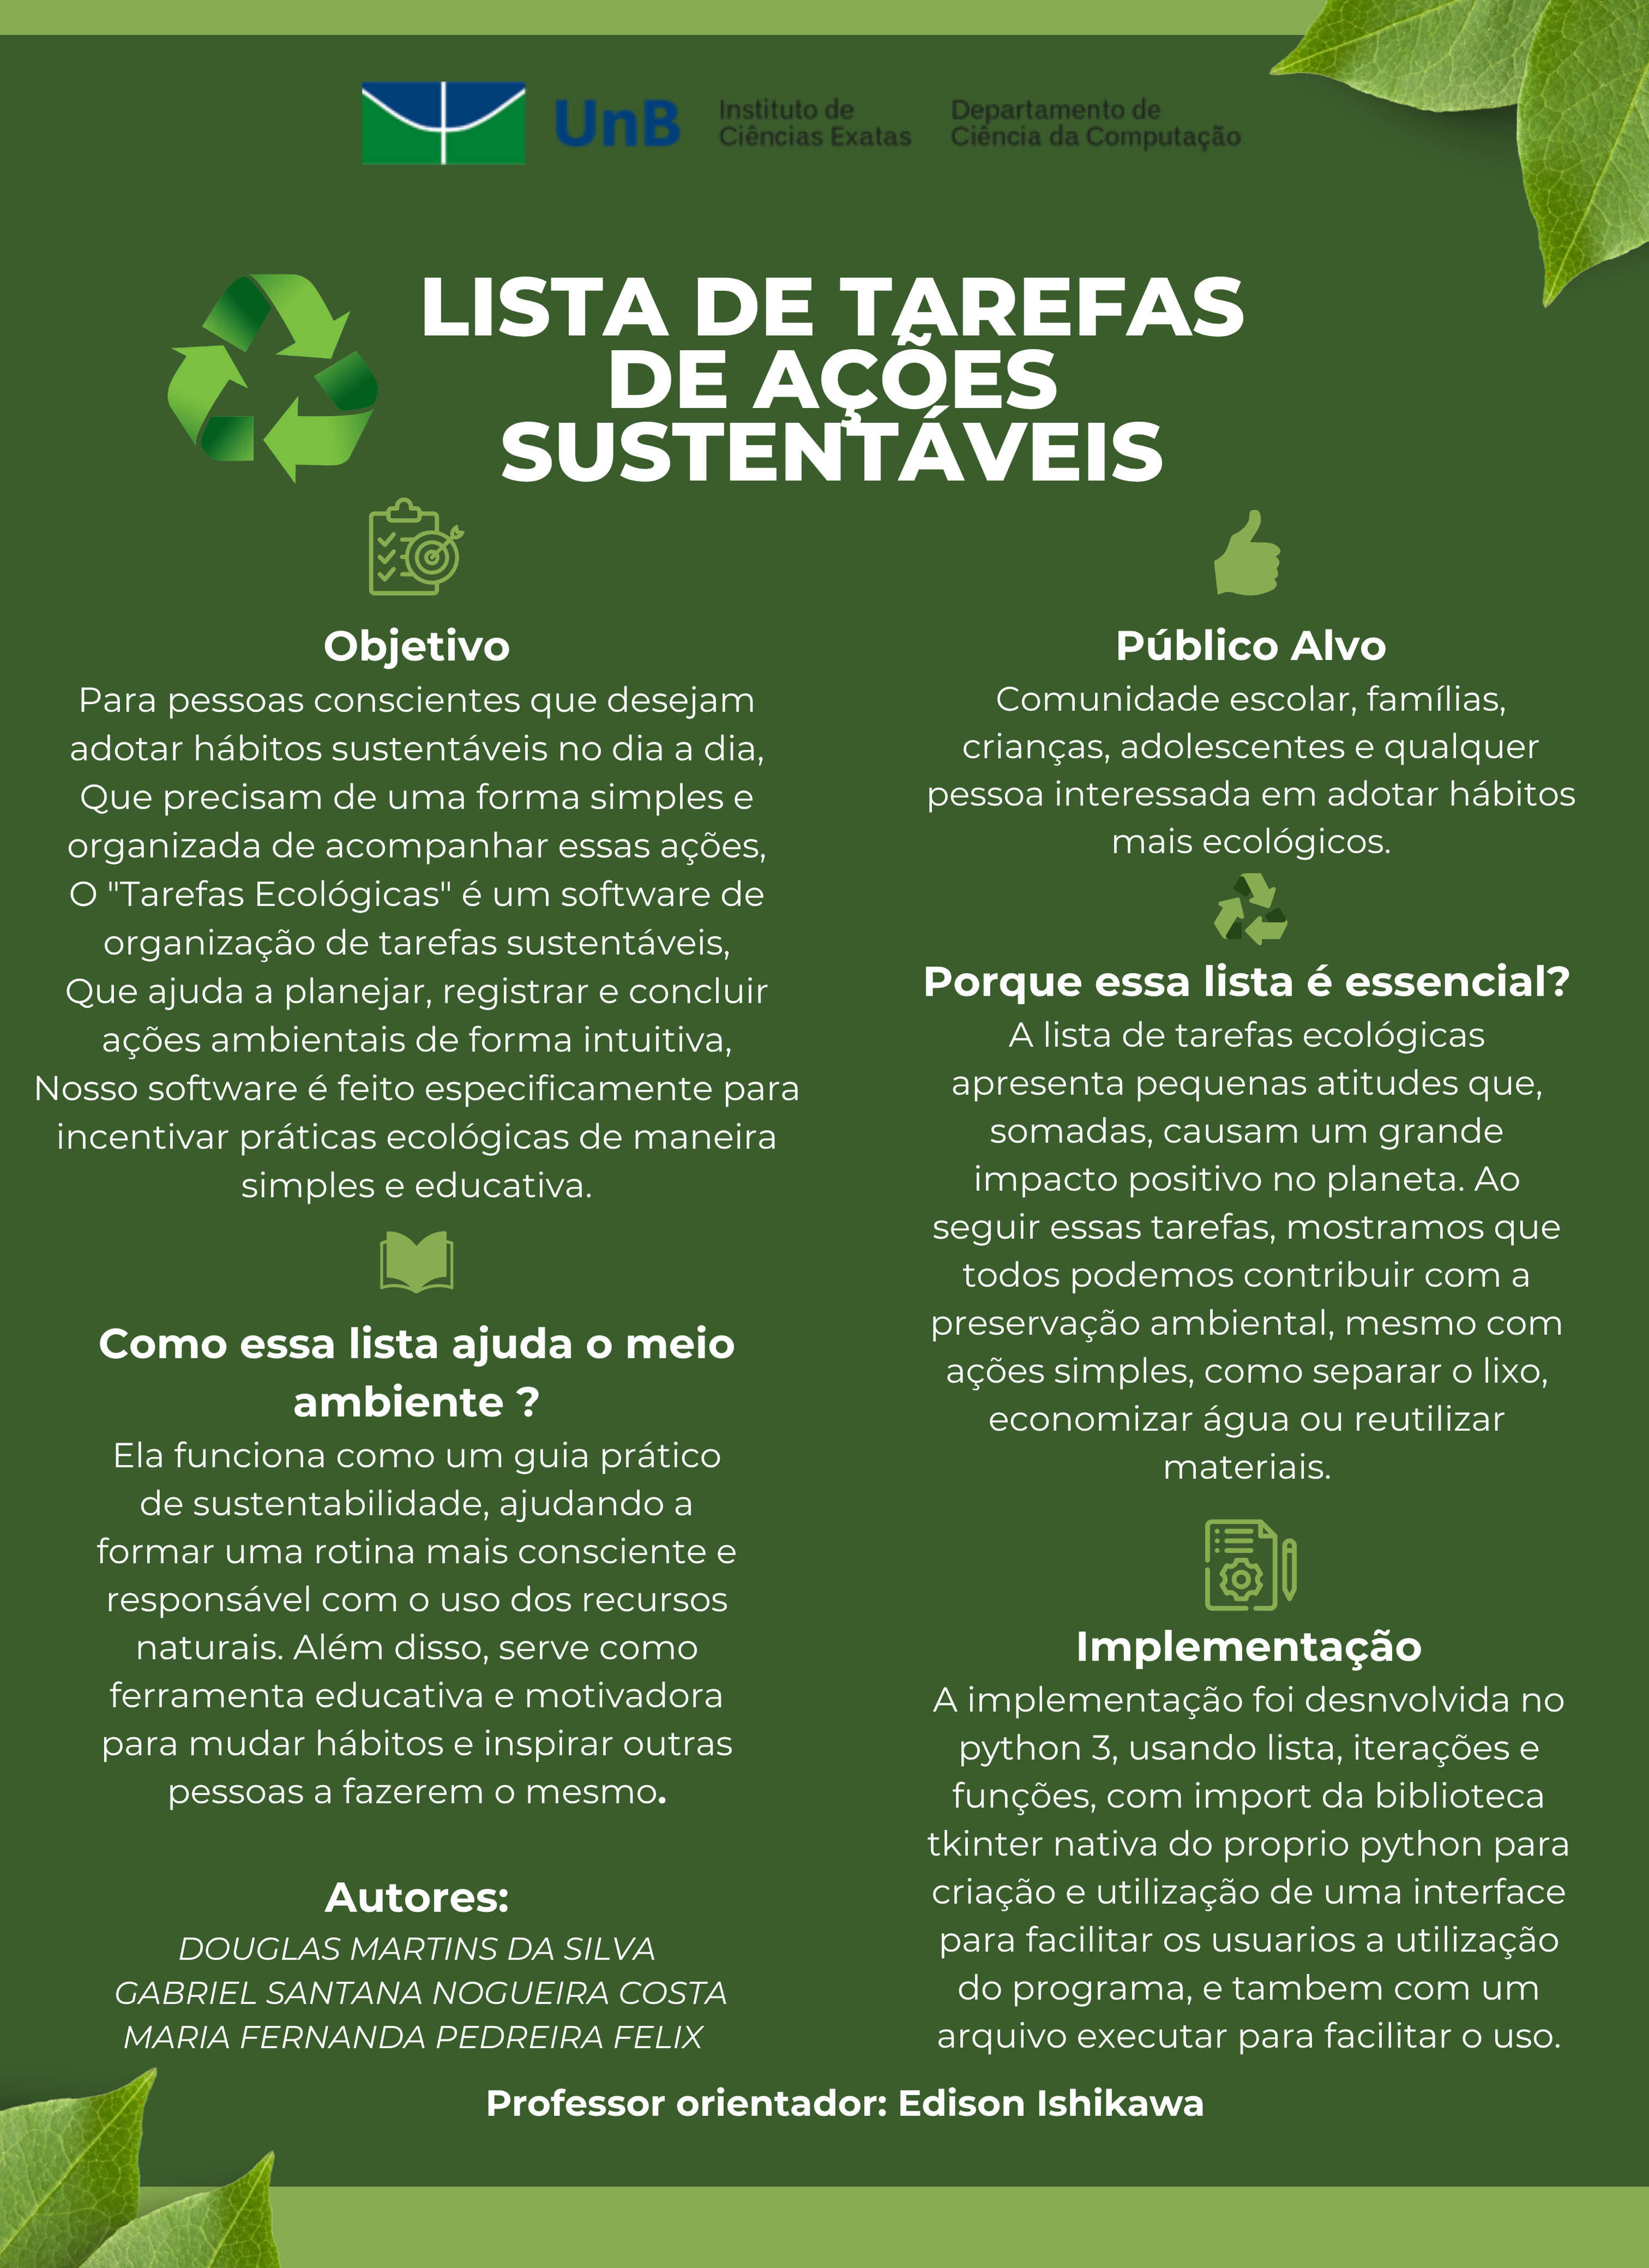 UnB
Instituto de
Ciências Exatas
Departamento de
Ciência da Computação
LISTA DE TAREFAS
DE AÇÕES
SUSTENTÁVEIS
Objetivo
Para pessoas conscientes que desejam
adotar hábitos sustentáveis no dia a dia,
Que precisam de uma forma simples e
organizada de acompanhar essas ações,
O "Tarefas Ecológicas" é um software de
organização de tarefas sustentáveis,
Que ajuda a planejar, registrar e concluir
ações ambientais de forma intuitiva,
Nosso software é feito especificamente para
incentivar práticas ecológicas de maneira
simples e educativa.
Como essa lista ajuda o meio
ambiente ?
Ela funciona como um guia prático
de sustentabilidade, ajudando a
formar uma rotina mais consciente e
responsável com o uso dos recursos
naturais. Além disso, serve como
ferramenta educativa e motivadora
para mudar hábitos e inspirar outras
pessoas a fazerem o mesmo.
Autores:
DOUGLAS MARTINS DA SILVA
GABRIEL SANTANA NOGUEIRA COSTA
MARIA FERNANDA PEDREIRA FELIX
Público Alvo
Comunidade escolar, famílias,
crianças, adolescentes e qualquer
pessoa interessada em adotar hábitos
mais ecológicos.
Porque essa lista é essencial?
A lista de tarefas ecológicas
apresenta pequenas atitudes que,
somadas, causam um grande
impacto positivo no planeta. Ao
seguir essas tarefas, mostramos que
todos podemos contribuir com a
preservação ambiental, mesmo com
ações simples, como separar o lixo,
economizar água ou reutilizar
materiais.
Implementação
A implementação foi desnvolvida no
python 3, usando lista, iterações e
funções, com import da biblioteca
tkinter nativa do proprio python para
criação e utilização de uma interface
para facilitar os usuarios a utilização
do programa, e tambem com um
arquivo executar para facilitar o uso.
Professor orientador: Edison Ishikawa